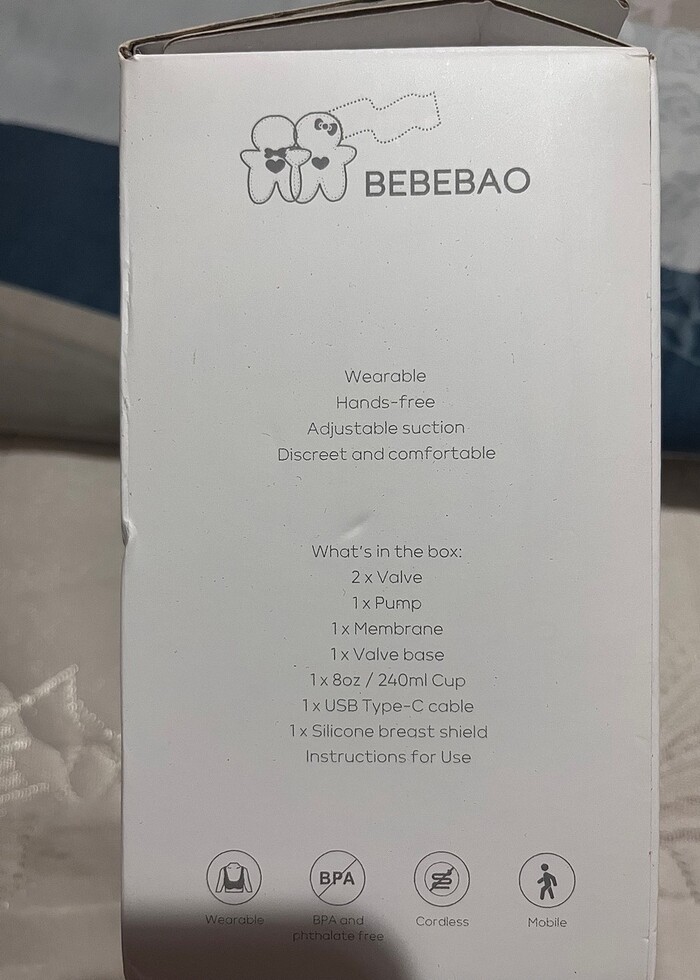 BEBEBAO
Wearable
Hands-free
Adjustable suction
Discreet and comfortable
What's in the box:
2 x Valve
1 x Pump
1 x Membrane
1 x Valve base
1 x 8oz / 240ml Cup
1 x USB Type-C cable
1 x Silicone breast shield
Instructions for Use
BPA
Wearable
BPA and
phthalate free
Cordless
Mobile